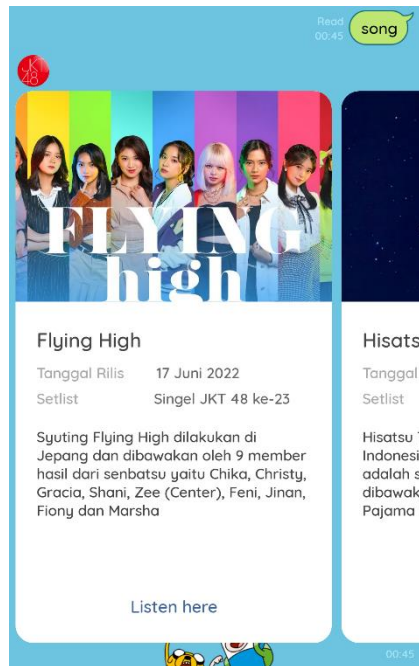 Read
00:45
song
JKT
48
FLYING
high
Flying High
Tanggal Rilis 17 Juni 2022
Setlist Singel JKT 48 ke-23
Syuting Flying High dilakukan di
Jepang dan dibawakan oleh 9 member
hasil dari senbatsu yaitu Chika, Christy,
Gracia, Shani, Zee (Center), Feni, Jinan,
Fiony dan Marsha
Listen here
Hisats
Tanggal
Setlist
Hisatsu
Indonesi
adalah s
dibawak
Pajama
00:45